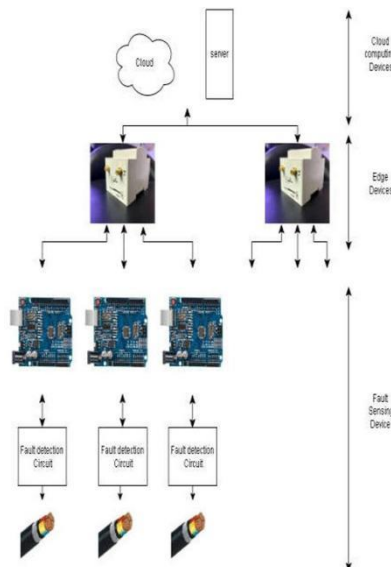 Cloud
server
Cloud
computing
Devices
Edge
Devices
Fault detection
Circuit
Fault detection
Circuit
Fault detection
Circuit
Fault
Sensing
Device